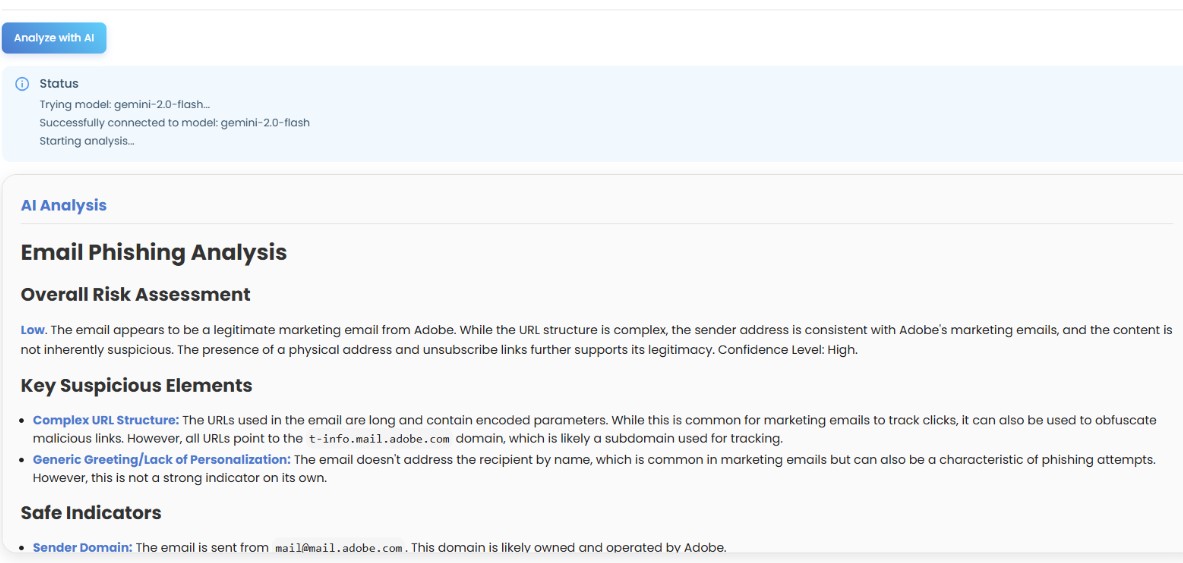 Analyze with AI
Status
Trying model: gemini-2.0-flash...
Successfully connected to model: gemini-2.0-flash
Starting analysis...
AI Analysis
Email Phishing Analysis
Overall Risk Assessment
Low. The email appears to be a legitimate marketing email from Adobe. While the URL structure is complex, the sender address is consistent with Adobe's marketing emails, and the content is
not inherently suspicious. The presence of a physical address and unsubscribe links further supports its legitimacy. Confidence Level: High.
Key Suspicious Elements
• Complex URL Structure: The URLs used in the email are long and contain encoded parameters. While this is common for marketing emails to track clicks, it can also be used to obfuscate
malicious links. However, all URLs point to the t-info.mail.adobe.com domain, which is likely a subdomain used for tracking.
• Generic Greeting/Lack of Personalization: The email doesn't address the recipient by name, which is common in marketing emails but can also be a characteristic of phishing attempts.
However, this is not a strong indicator on its own.
Safe Indicators
• Sender Domain: The email is sent from mail@mail.adobe.com. This domain is likely owned and operated by Adobe.